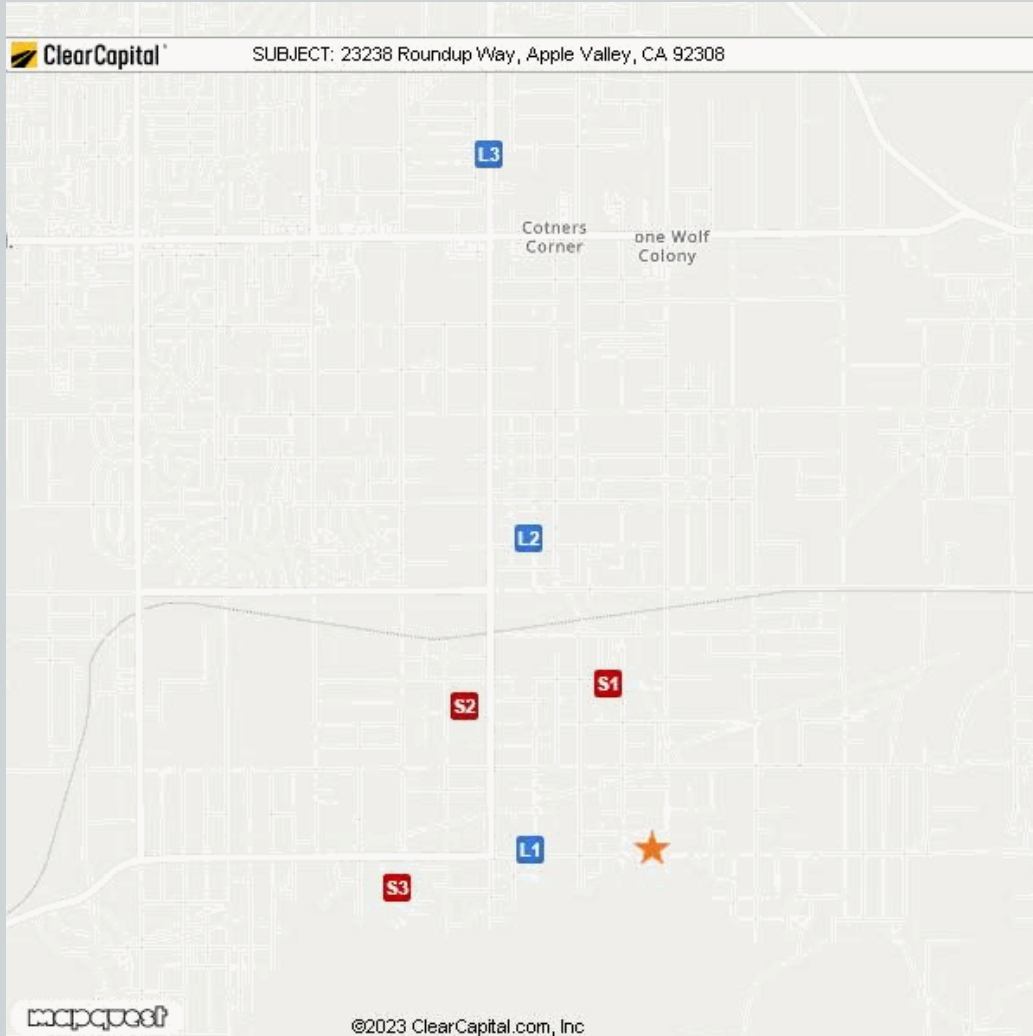 ClearCapital SUBJECT: 23238 Roundup Way, Apple Valley, CA 92308
L3
Cotners
Corner
one Wolf
Colony
L2
S1
S2
L1
S3
mapquest
©2023 ClearCapital.com, Inc